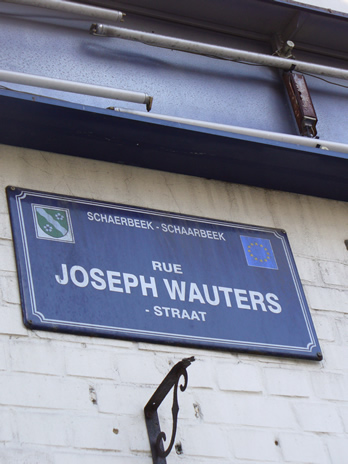 SCHAERBEEK - SCHAARBEEK
RUE
JOSEPH WAUTERS
- STRAAT